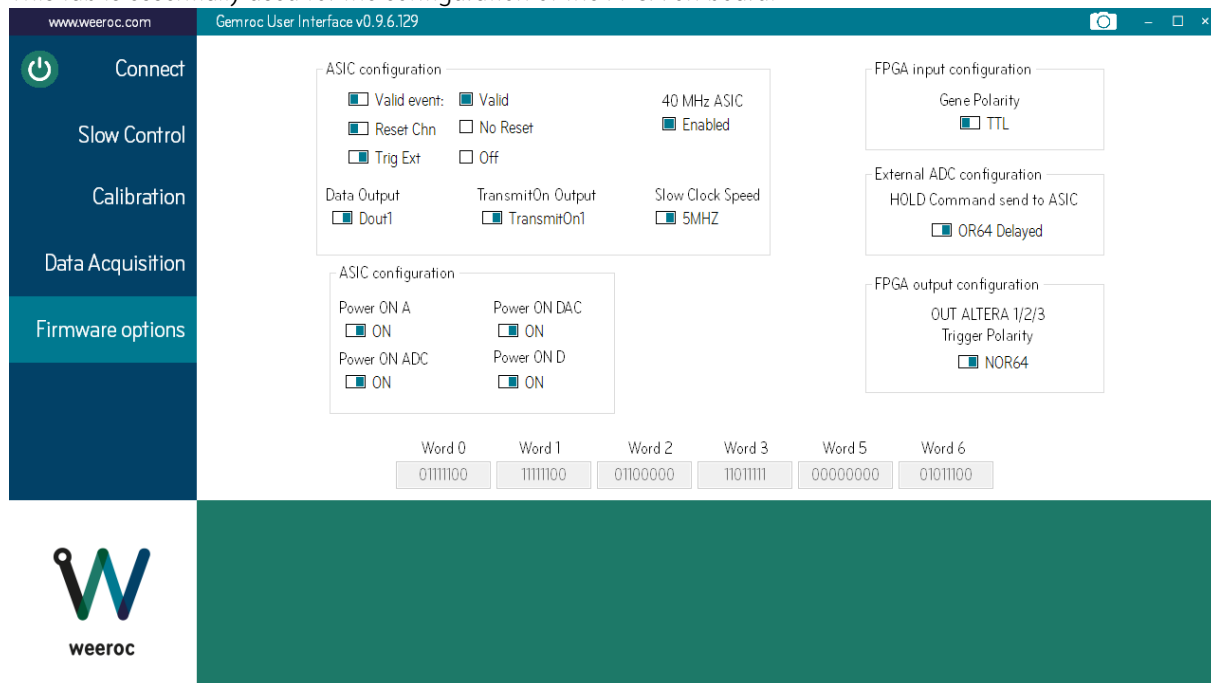 www.weeroc.com
Gemroc User Interface v0.9.6.129
Connect
Slow Control
Calibration
Data Acquisition
Firmware options
ASIC configuration
Valid event: Valid
Reset Chn No Reset
Trig Ext Off
40 MHz ASIC
Enabled
Data Output TransmitOn Output Slow Clock Speed
Dout1 TransmitOn1 5MHZ
ASIC configuration
Power ON A Power ON DAC
ON ON
Power ON ADC Power ON D
ON ON
FPGA input configuration
Gene Polarity
TTL
External ADC configuration
HOLD Command send to ASIC
OR64 Delayed
FPGA output configuration
OUT ALTERA 1/2/3
Trigger Polarity
NOR64
Word 0 Word 1 Word 2 Word 3 Word 5 Word 6
01111100 11111100 01100000 11011111 00000000 01011100
weeroc